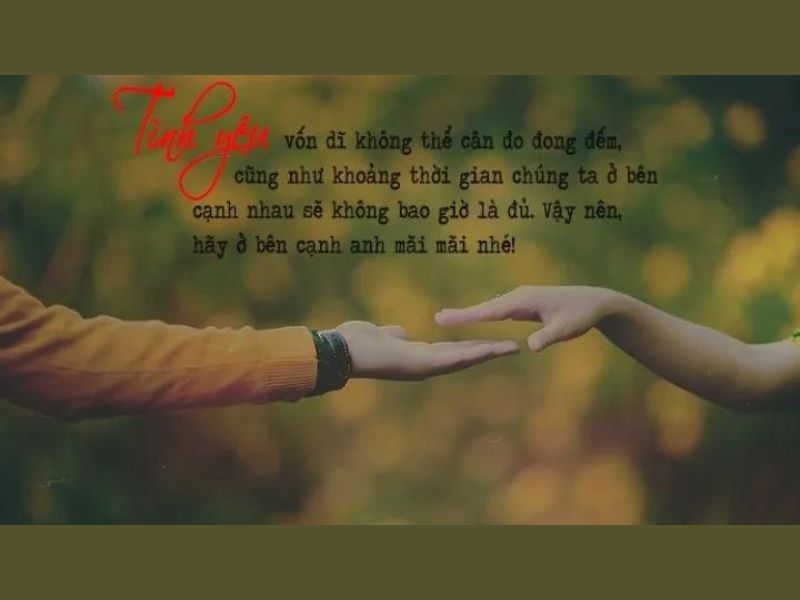 Tình yêu vốn dĩ không thể cân đo đong đếm,
cũng như khoảng thời gian chúng ta ở bên
cạnh nhau sẽ không bao giờ là đủ. Vậy nên,
hãy ở bên cạnh anh mãi mãi nhé!